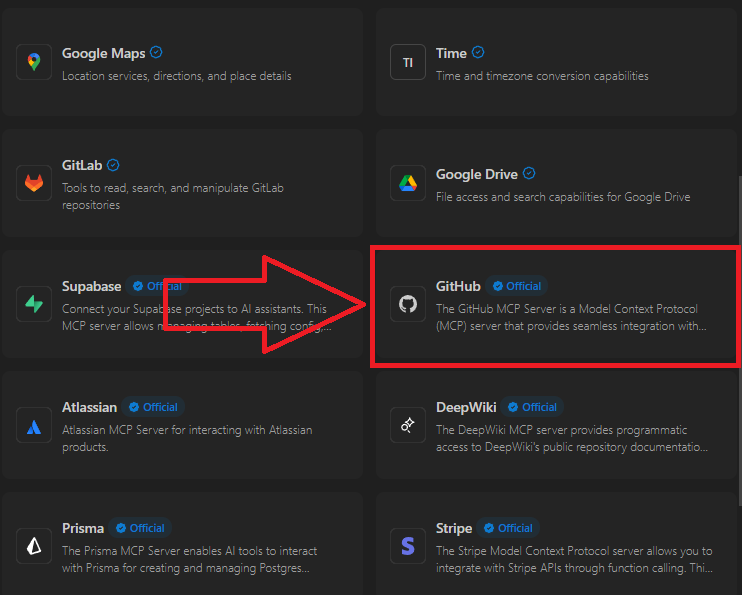 Google Maps
Location services, directions, and place details
TI
Time
Time and timezone conversion capabilities
GitLab
Tools to read, search, and manipulate GitLab
repositories
Google Drive
File access and search capabilities for Google Drive
Supabase Official
Connect your Supabase projects to AI assistants. This
MCP server allows managing tables, fetching config,...
GitHub Official
The GitHub MCP Server is a Model Context Protocol
(MCP) server that provides seamless integration with...
Atlassian Official
Atlassian MCP Server for interacting with Atlassian
products.
DeepWiki Official
The DeepWiki MCP server provides programmatic
access to DeepWiki's public repository documentatio...
Prisma Official
The Prisma MCP Server enables AI tools to interact
with Prisma for creating and managing Postgres...
Stripe Official
The Stripe Model Context Protocol server allows you to
integrate with Stripe APIs through function calling. Thi...